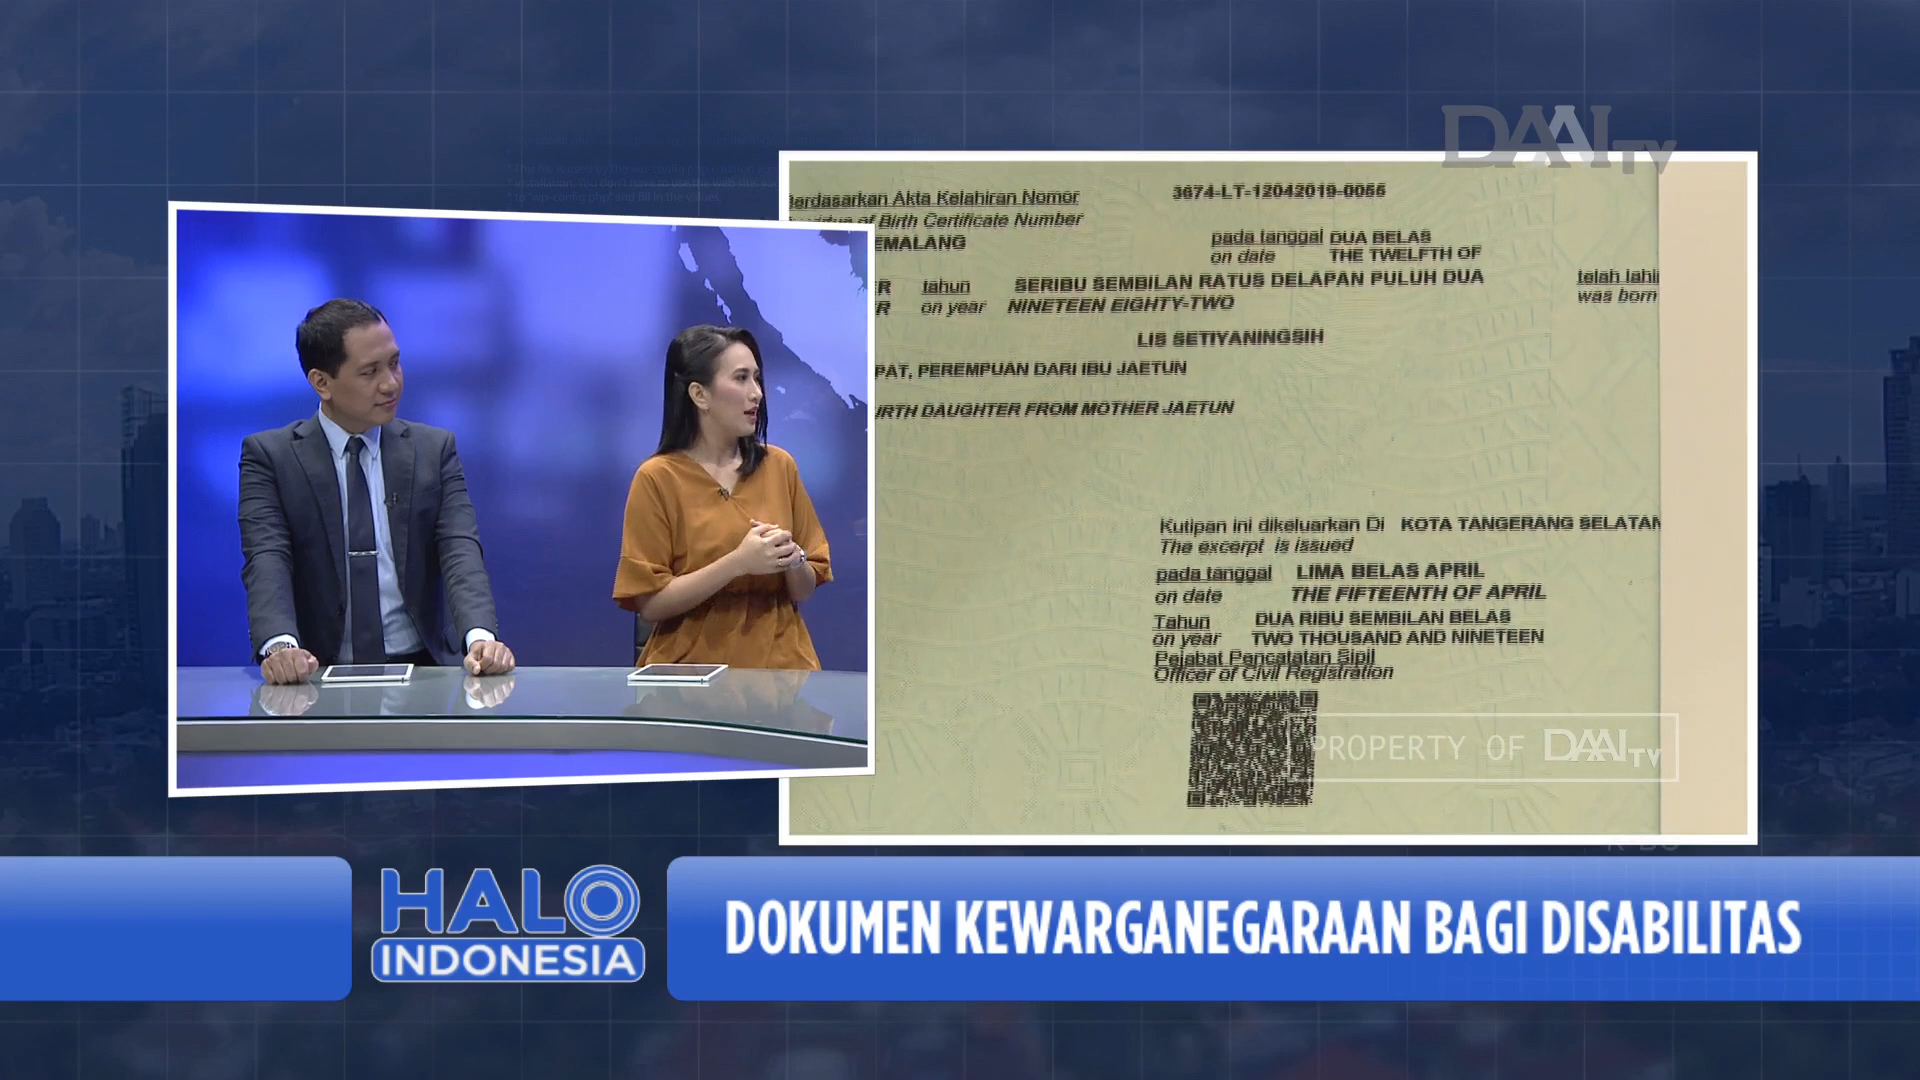 DAAI TV
Berdasarkan Akta Kelahiran Nomor 3674-LT-12042019-0055
of Birth Certificate Number
EMALANG pada tanggal DUA BELAS
on date THE TWELFTH OF
tahun SERIBU SEMBILAN RATUS DELAPAN PULUH DUA telah lahi
on year NINETEEN EIGHTY-TWO was born
LIS SETIYANINGSIH
PAT, PEREMPUAN DARI IBU JAETUN
URTH DAUGHTER FROM MOTHER JAETUN
Kutipan ini dikeluarkan Di KOTA TANGERANG SELATAN
The excerpt is issued
pada tanggal LIMA BELAS APRIL
on date THE FIFTEENTH OF APRIL
Tahun DUA RIBU SEMBILAN BELAS
on year TWO THOUSAND AND NINETEEN
Pejabat Pencatatan Sipil
Officer of Civil Registration
PROPERTY OF DAAI TV
HALO
INDONESIA
DOKUMEN KEWARGANEGARAAN BAGI DISABILITAS